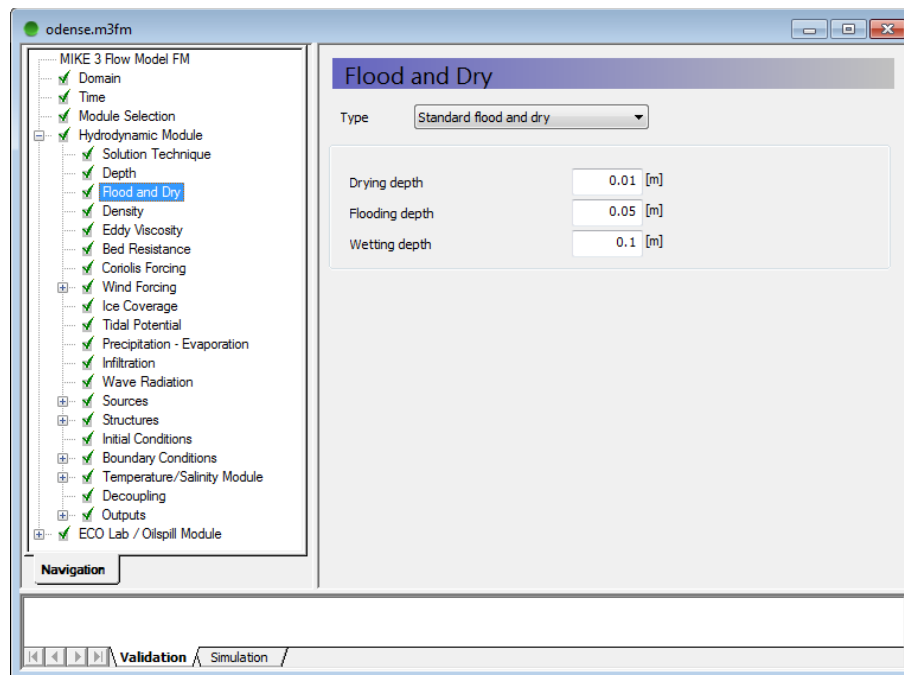 odense.m3fm
MIKE 3 Flow Model FM
Domain
Time
Module Selection
Hydrodynamic Module
Solution Technique
Depth
Flood and Dry
Density
Eddy Viscosity
Bed Resistance
Coriolis Forcing
Wind Forcing
Ice Coverage
Tidal Potential
Precipitation - Evaporation
Infiltration
Wave Radiation
Sources
Structures
Initial Conditions
Boundary Conditions
Temperature/Salinity Module
Decoupling
Outputs
ECO Lab / Oilspill Module
Navigation
Flood and Dry
Type Standard flood and dry
Drying depth 0.01 [m]
Flooding depth 0.05 [m]
Wetting depth 0.1 [m]
Validation Simulation